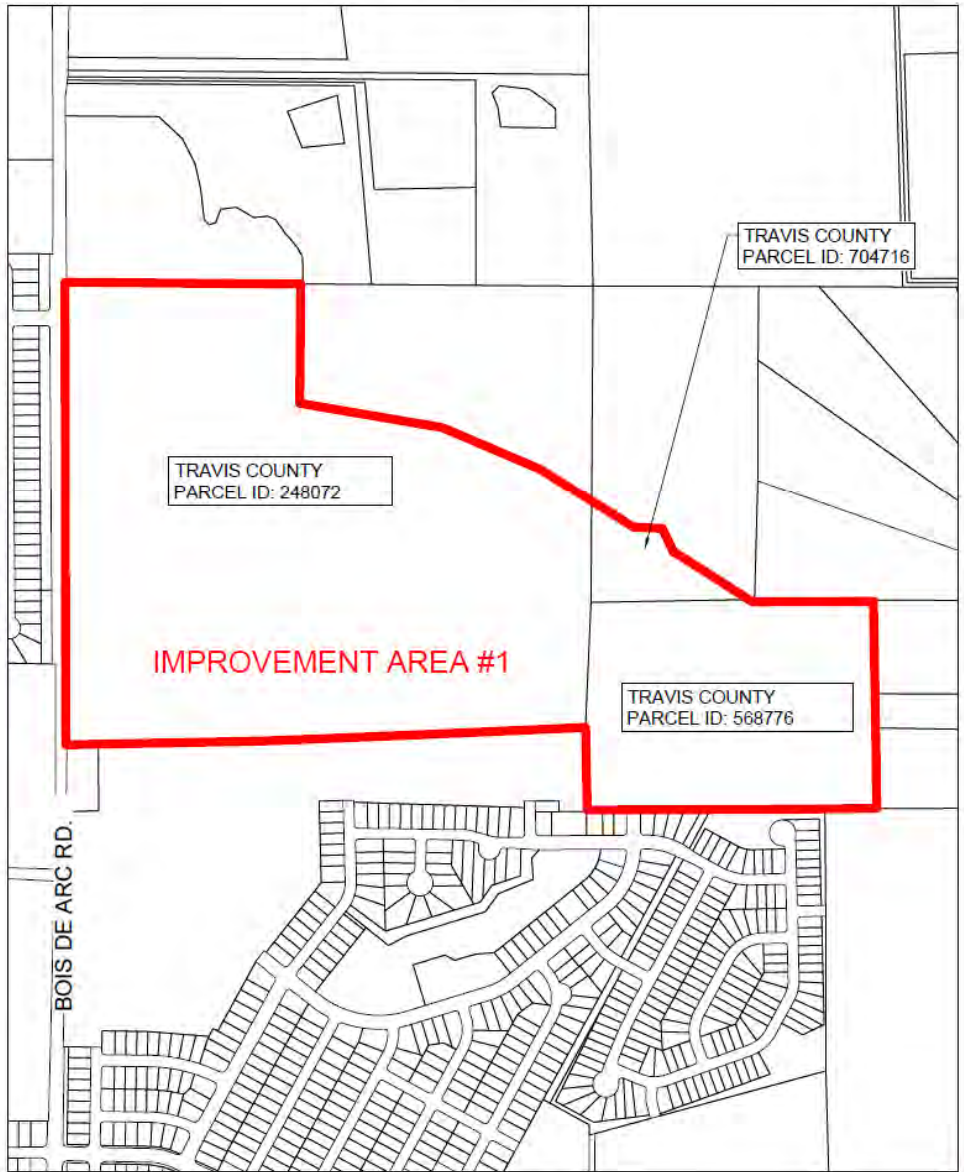 TRAVIS COUNTY
PARCEL ID: 704716
TRAVIS COUNTY
PARCEL ID: 248072
IMPROVEMENT AREA #1
TRAVIS COUNTY
PARCEL ID: 568776
BOIS DE ARC RD.